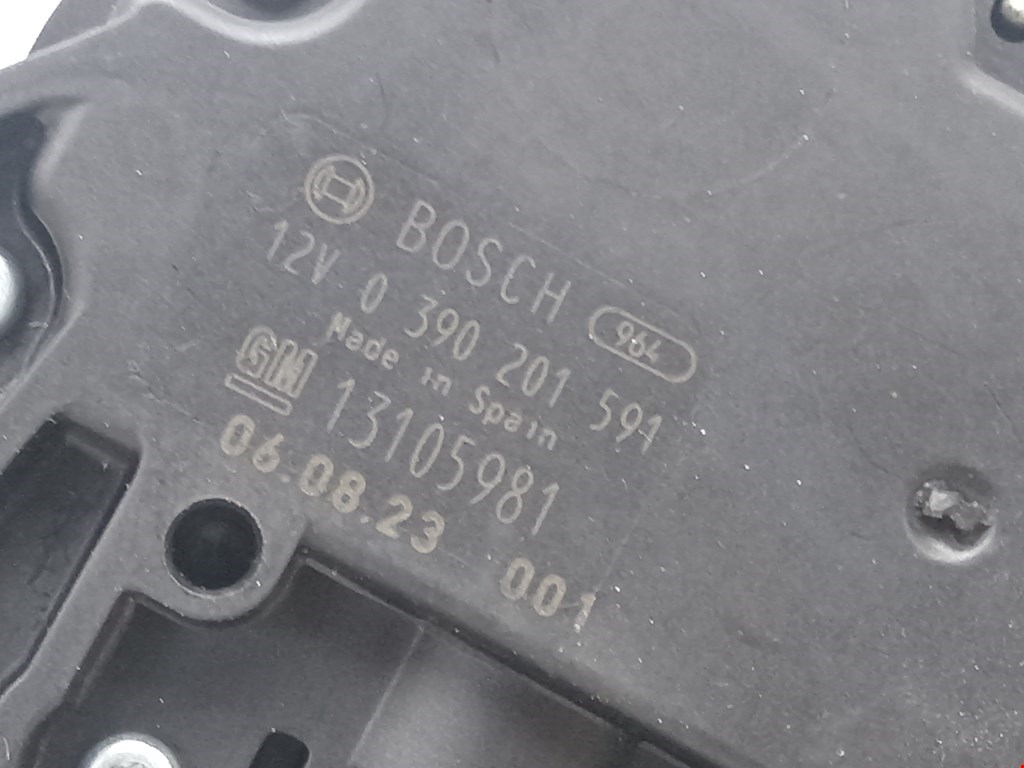 BOSCH 964
12V 0 390 201 591
Made in Spain
GM 13105981
06.08.23 001